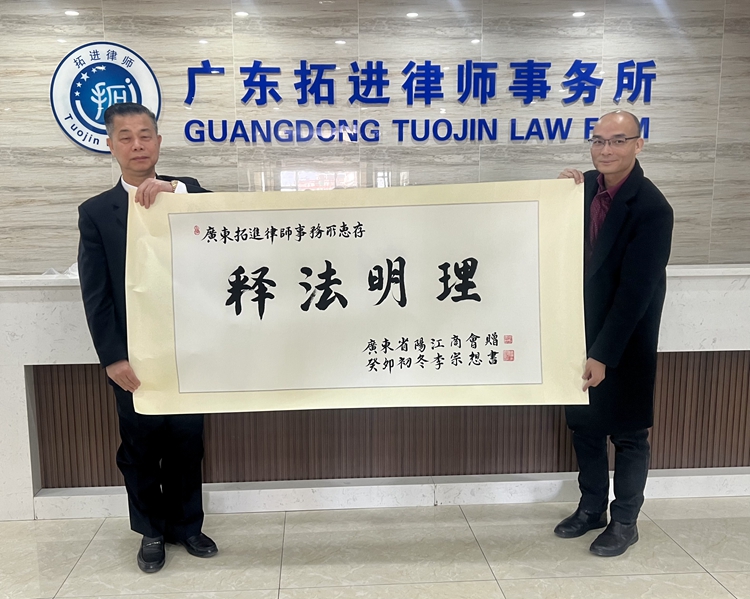 拓进律师
Tuojin
广东拓进律师事务所
GUANGDONG TUOJIN LAW
廣東拓進律師事務所惠存
释法明理
廣東省陽江商會贈
癸卯初冬李宗想書